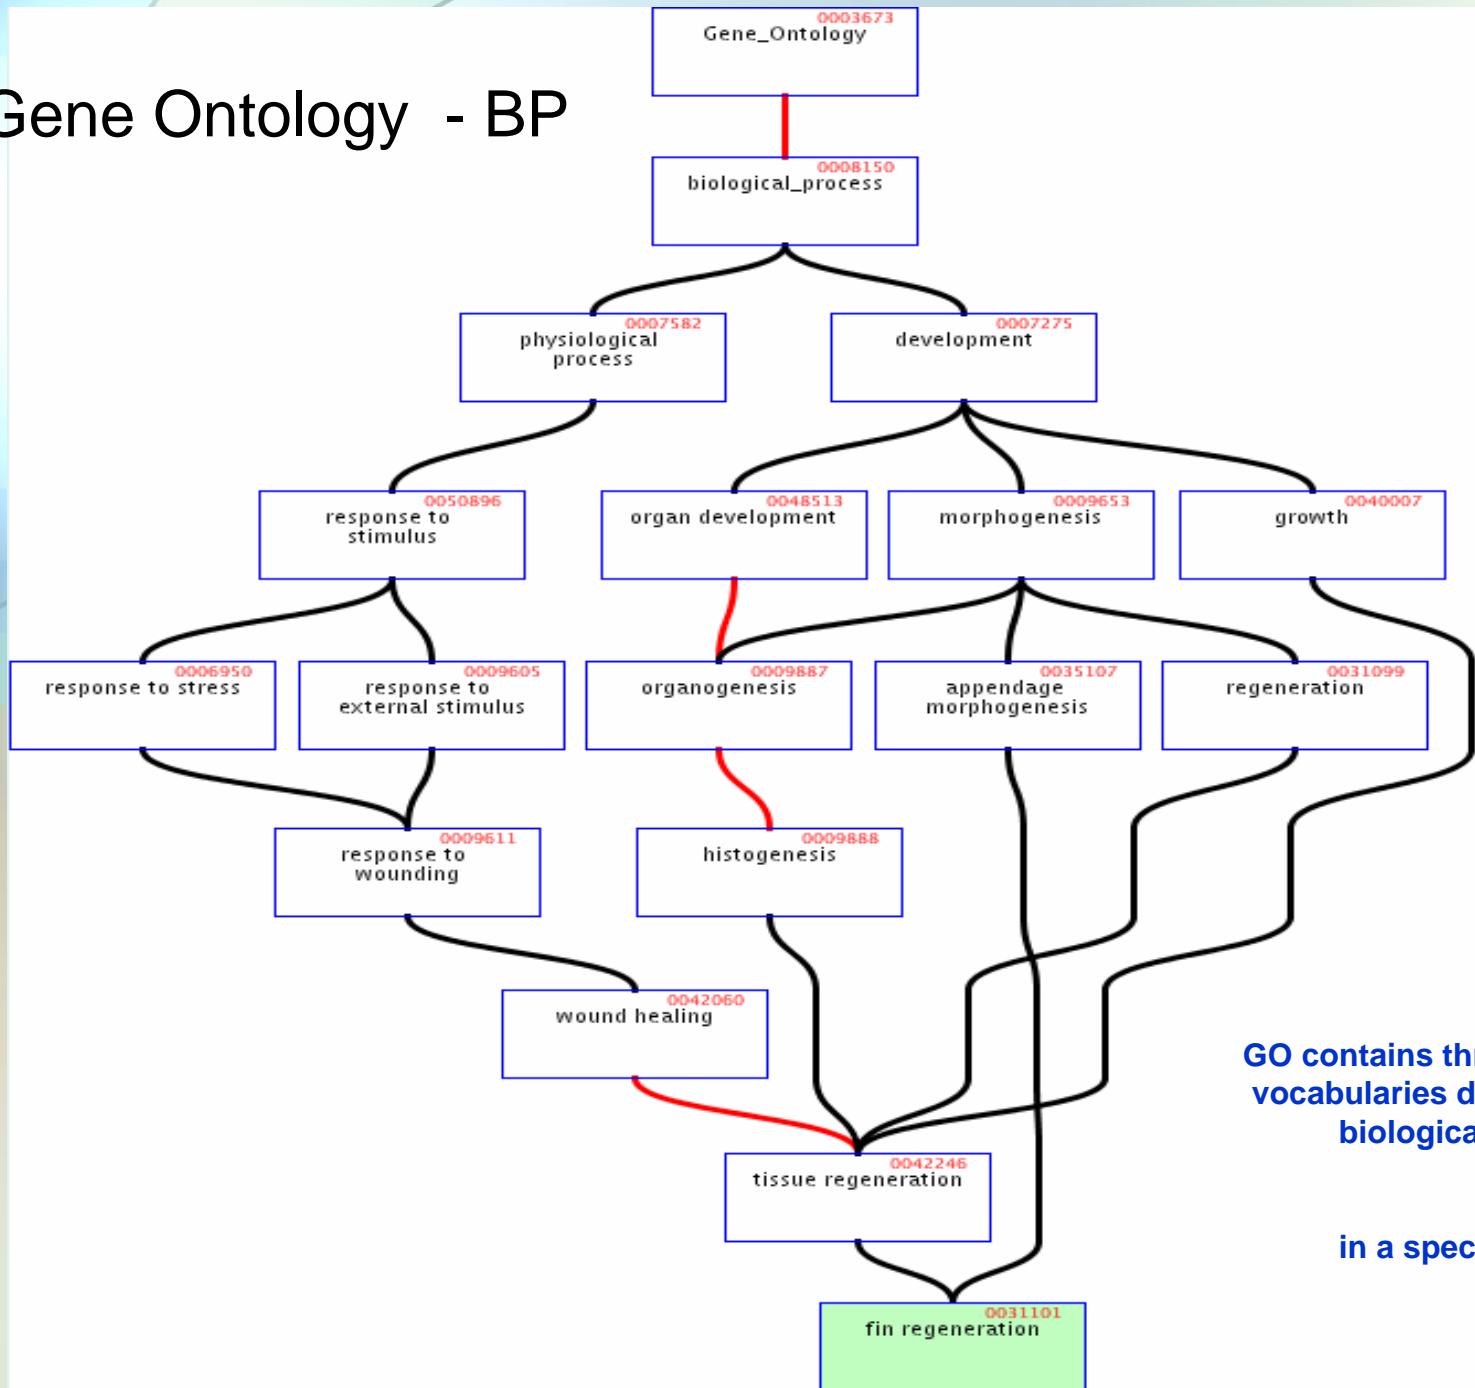 0003673
Gene_Ontology
Gene Ontology - BP
0008150
biological_process
0007582
physiological
process
0007275
development
0050896
response to
stimulus
0048513
organ development
0009653
morphogenesis
0040007
growth
0006950
response to stress
0009605
response to
external stimulus
0009887
organogenesis
0035107
appendage
morphogenesis
0031099
regeneration
0009611
response to
wounding
0009888
histogenesis
0042060
wound healing
GO contains
vocabularies
0042246
tissue regeneration
in a
0031101
fin regeneration